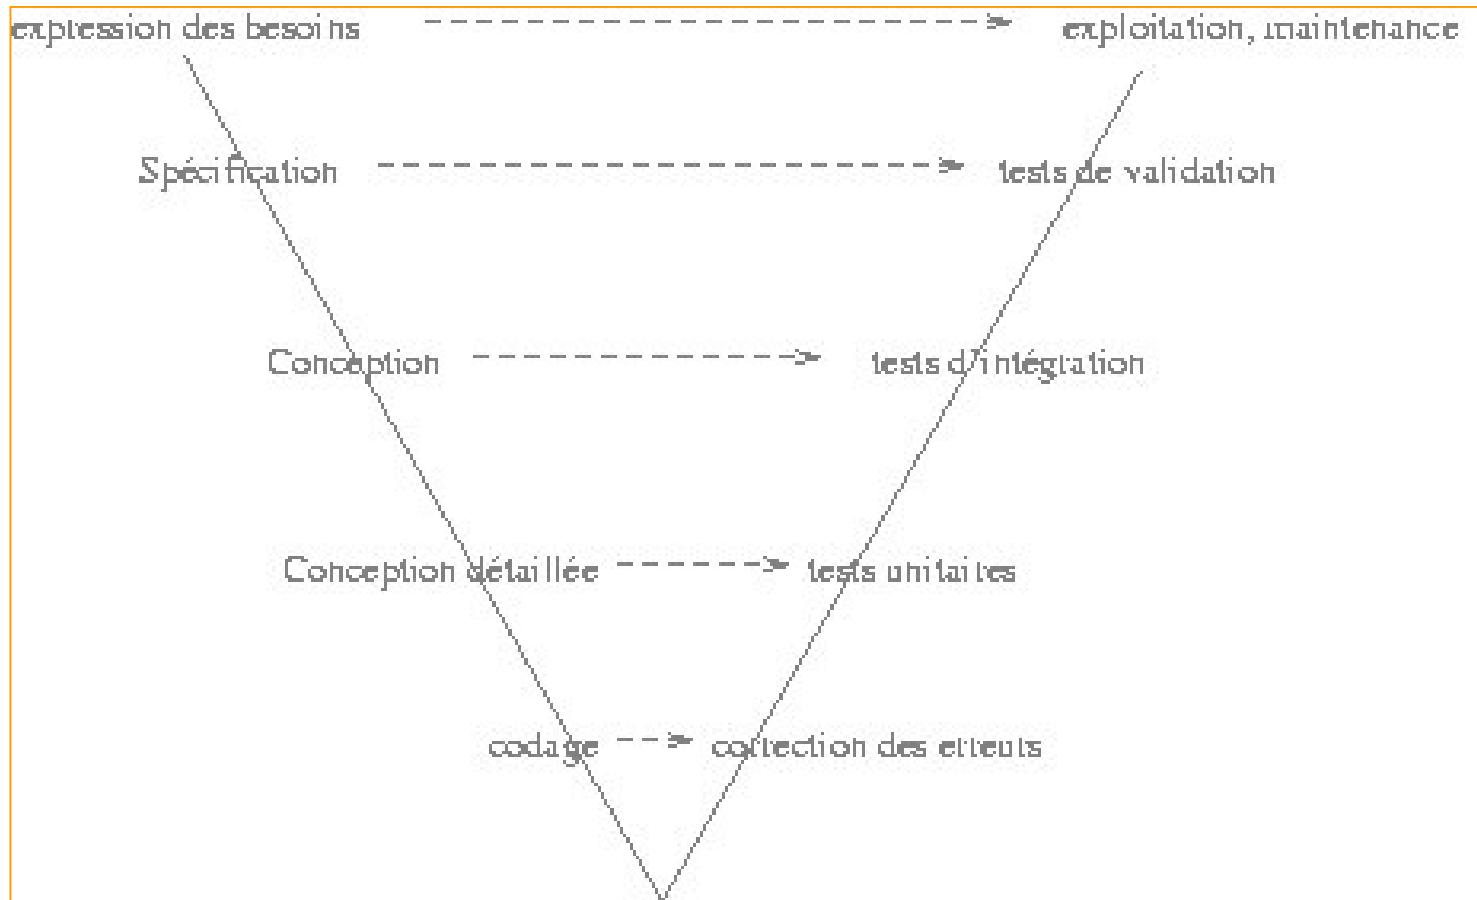 expression des besoins
exploitation, maintenance
Spécification
tests de validation
Conception
tests d'intégration
Conception détaillée
tests unitaires
codage
correction des erreurs